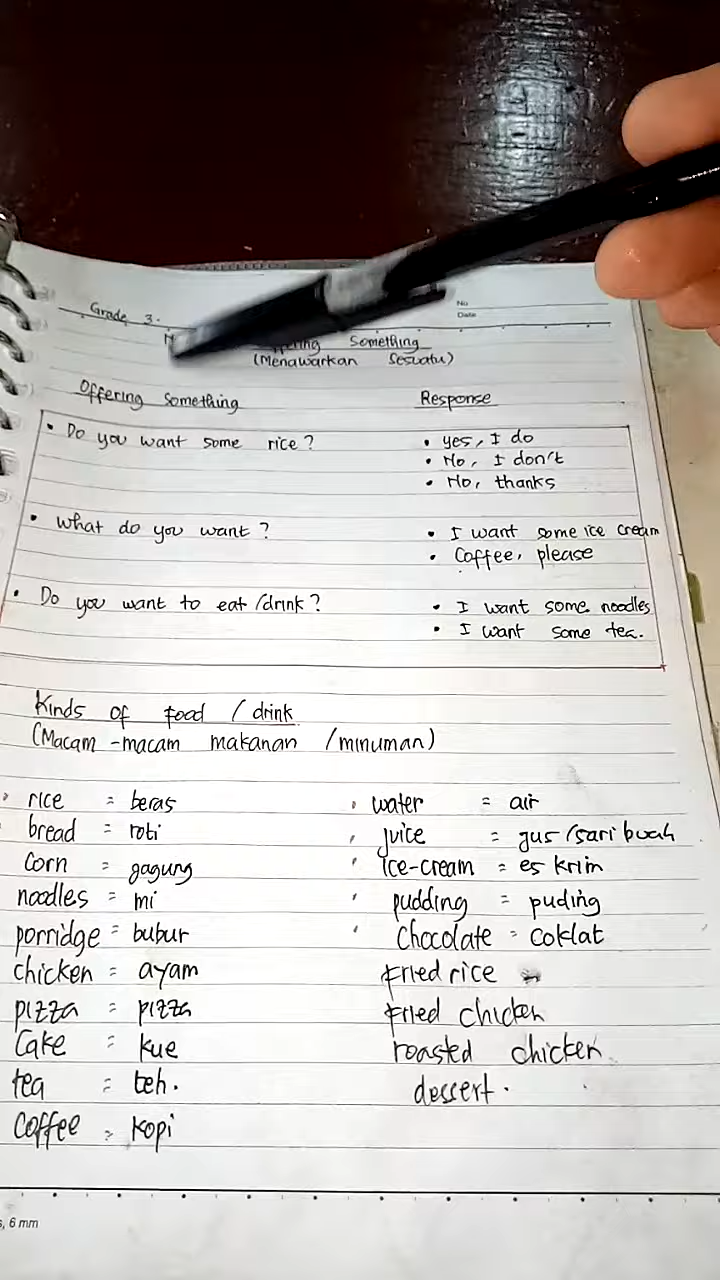 Grade 3.
No
Date
Something
(Menawarkan Sesuatu)
Offering Something
Response
• Do you want some rice?
• yes, I do
• No, I don't
• No, thanks
• What do you want?
• I want some ice cream
• Coffee, please
• Do you want to eat/drink?
• I want some noodles
• I want some tea.
Kinds of food / drink
(Macam-macam makanan /minuman)
rice = beras
bread = roti
corn = gagung
noodles = mi
porridge = bubur
chicken = ayam
pizza = pizza
Cake = kue
tea = teh.
Coffee = kopi
water = air
juice = gus/sari buah
ice-cream = es krim
pudding = puding
Chocolate = Coklat
Fried rice
Fried chicken
roasted chicken
dessert.
6 mm